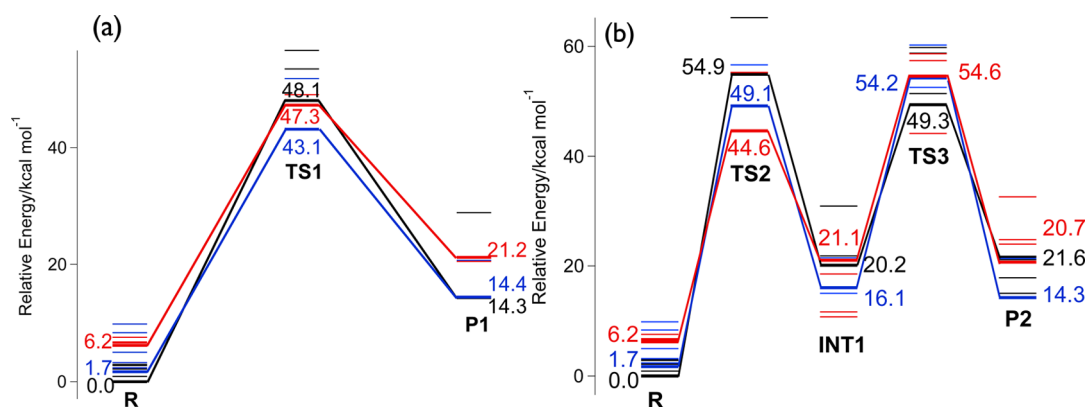 (a)
Relative Energy/kcal mol⁻¹
40
20
0
48.1
47.3
43.1
TS1
21.2
14.4
14.3
P1
6.2
1.7
0.0
R
(b)
Relative Energy/kcal mol⁻¹
60
40
20
0
54.9
49.1
44.6
TS2
54.2
54.6
49.3
TS3
21.1
20.2
16.1
INT1
20.7
21.6
14.3
P2
6.2
1.7
0.0
R